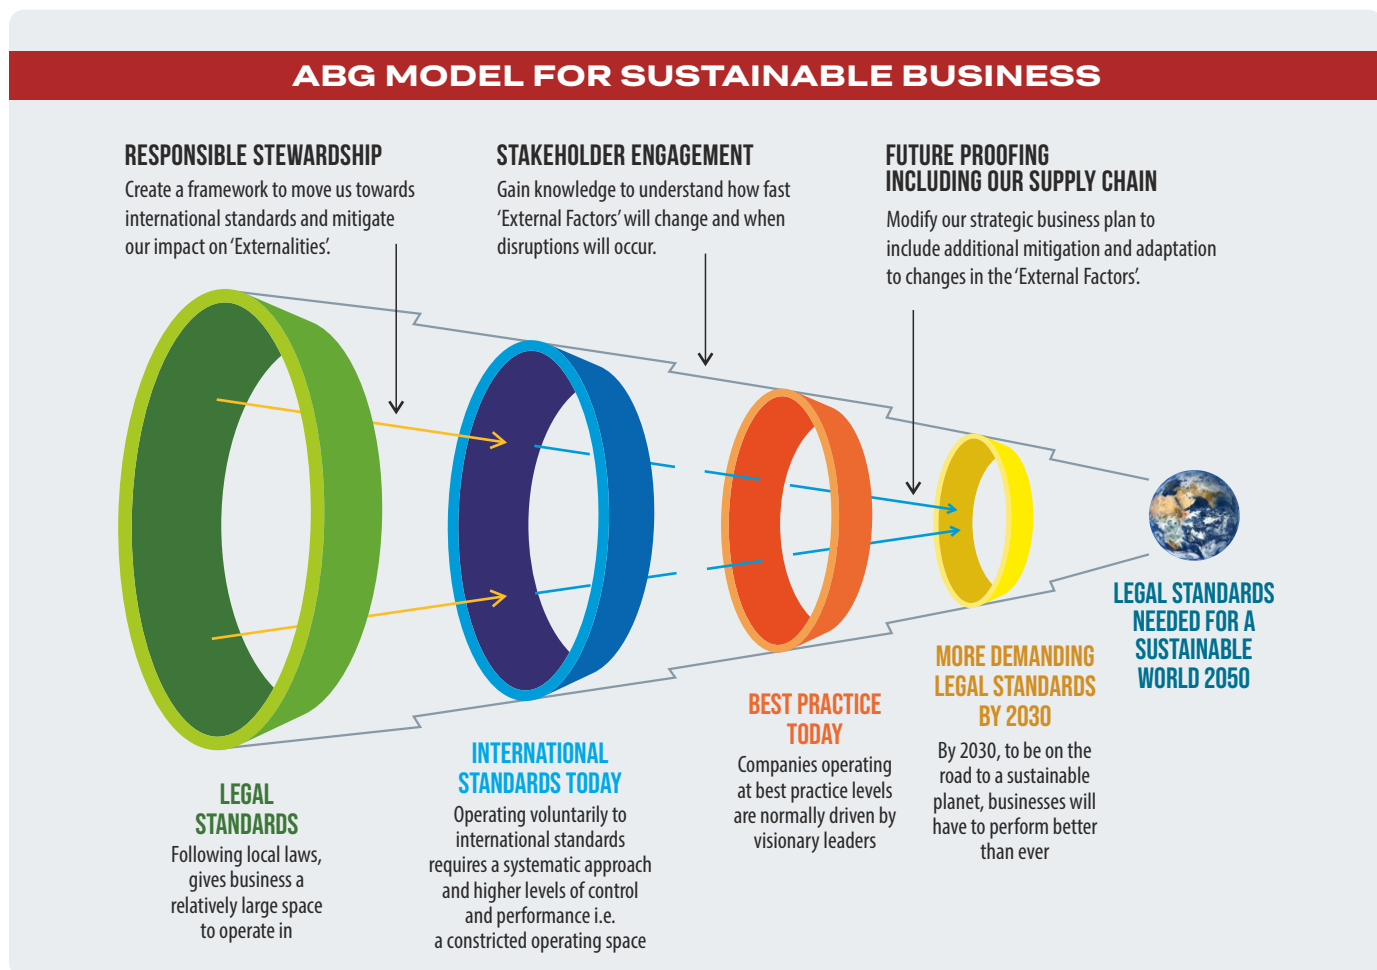 ABG MODEL FOR SUSTAINABLE BUSINESS
RESPONSIBLE STEWARDSHIP
Create a framework to move us towards
international standards and mitigate
our impact on ‘Externalities’.
STAKEHOLDER ENGAGEMENT
Gain knowledge to understand how fast
‘External Factors’ will change and when
disruptions will occur.
FUTURE PROOFING
INCLUDING OUR SUPPLY CHAIN
Modify our strategic business plan to
include additional mitigation and adaptation
to changes in the ‘External Factors’.
LEGAL
STANDARDS
Following local laws,
gives business a
relatively large space
to operate in
INTERNATIONAL
STANDARDS TODAY
Operating voluntarily to
international standards
requires a systematic approach
and higher levels of control
and performance i.e.
a constricted operating space
BEST PRACTICE
TODAY
Companies operating
at best practice levels
are normally driven by
visionary leaders
MORE DEMANDING
LEGAL STANDARDS
BY 2030
By 2030, to be on the
road to a sustainable
planet, businesses will
have to perform better
than ever
LEGAL STANDARDS
NEEDED FOR A
SUSTAINABLE
WORLD 2050